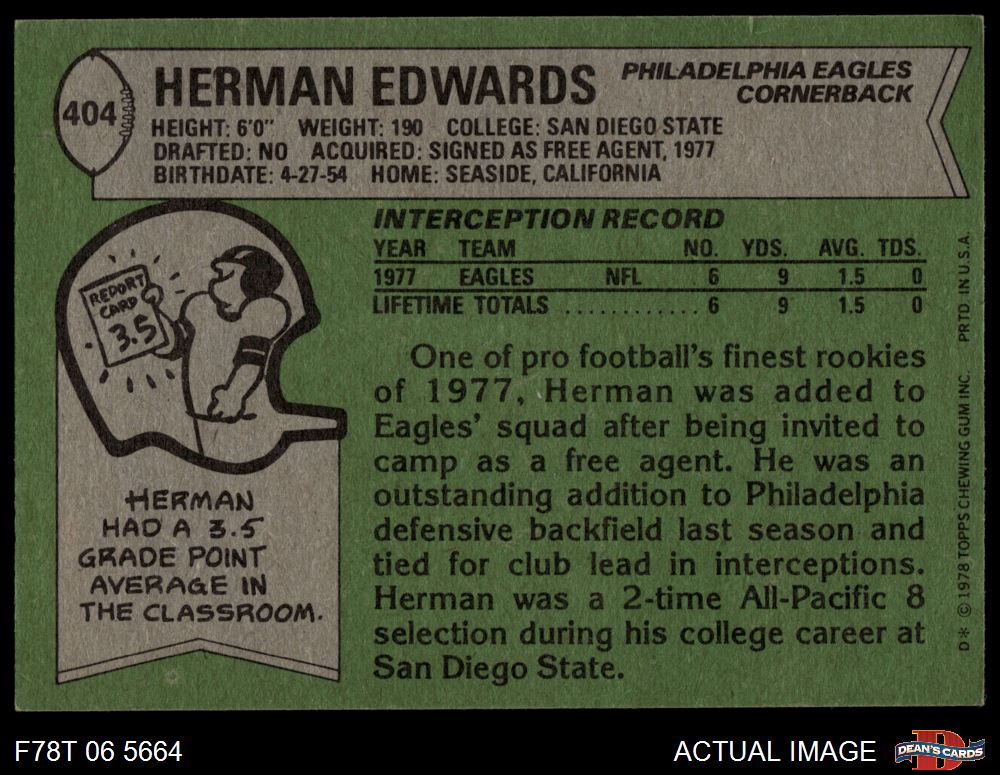 404
HERMAN EDWARDS
PHILADELPHIA EAGLES
CORNERBACK
HEIGHT: 6'0" WEIGHT: 190 COLLEGE: SAN DIEGO STATE
DRAFTED: NO ACQUIRED: SIGNED AS FREE AGENT, 1977
BIRTHDATE: 4-27-54 HOME: SEASIDE, CALIFORNIA
REPORT
CARD
3.5
HERMAN
HAD A 3.5
GRADE POINT
AVERAGE IN
THE CLASSROOM.
INTERCEPTION RECORD
YEAR TEAM NO. YDS. AVG. TDS.
1977 EAGLES NFL 6 9 1.5 0
LIFETIME TOTALS ............ 6 9 1.5 0
One of pro football's finest rookies
of 1977, Herman was added to
Eagles' squad after being invited to
camp as a free agent. He was an
outstanding addition to Philadelphia
defensive backfield last season and
tied for club lead in interceptions.
Herman was a 2-time All-Pacific 8
selection during his college career at
San Diego State.
D* © 1978 TOPPS CHEWING GUM INC. PRTD. IN U.S.A.
F78T 06 5664
ACTUAL IMAGE
DEAN'S CARDS